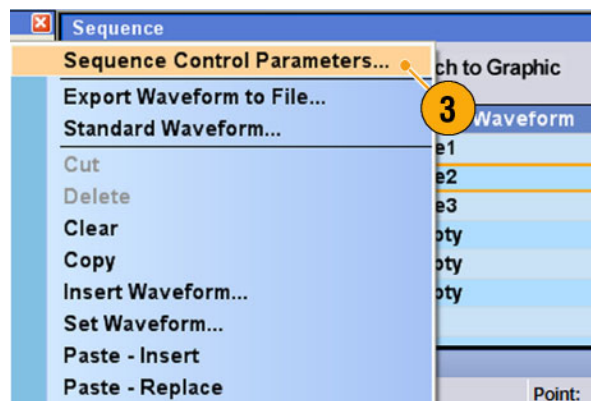 Sequence
Sequence Control Parameters...
ch to Graphic
Export Waveform to File...
3
Waveform
Standard Waveform...
e1
Cut
e2
Delete
e3
Clear
pty
Copy
pty
Insert Waveform...
pty
Set Waveform...
Paste - Insert
Paste - Replace
Point: